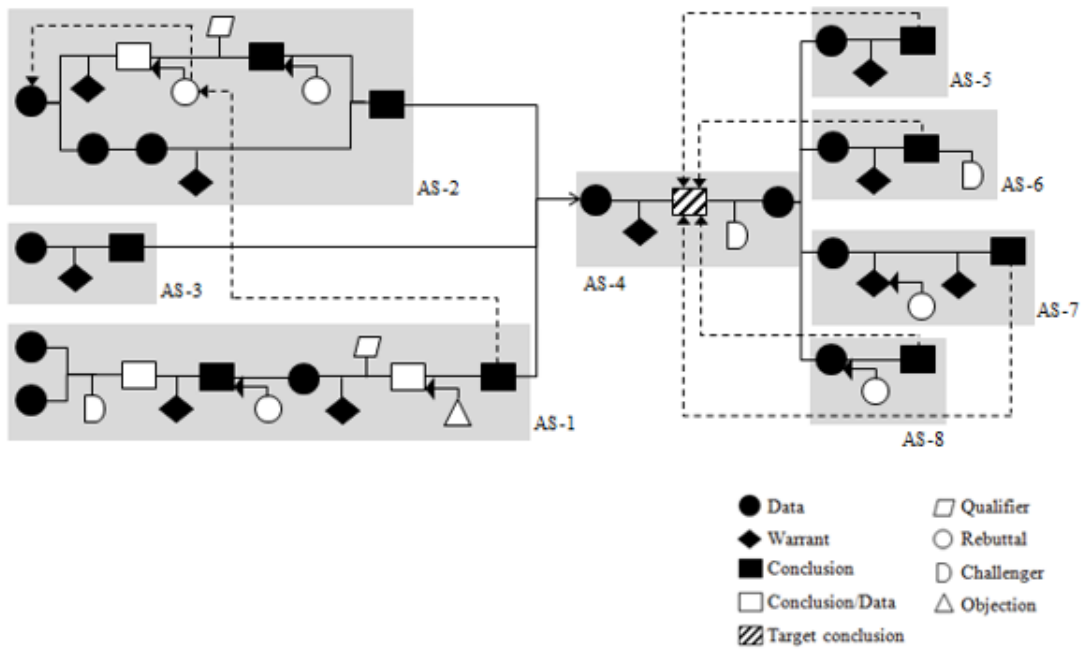 AS-5
AS-2
AS-6
AS-4
AS-3
AS-7
AS-1
AS-8
Data
Qualifier
Warrant
Rebuttal
Conclusion
Challenger
Conclusion/Data
Objection
Target conclusion